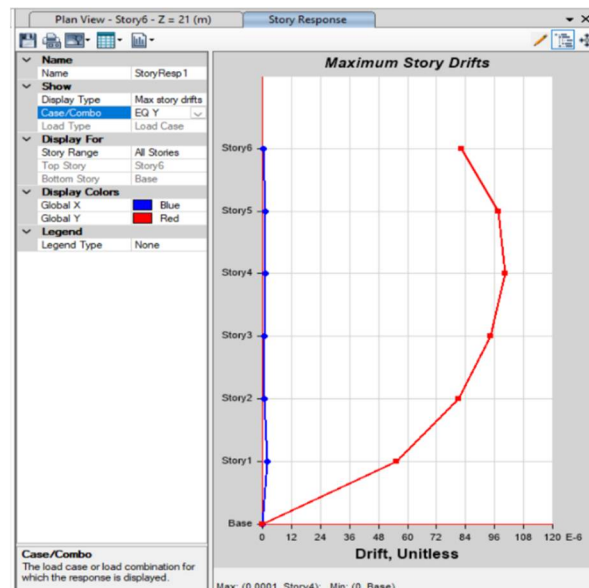 Plan View - Story6 - Z = 21 (m)
Story Response
Name
Name StoryResp1
Show
Display Type Max story drifts
Case/Combo EQ Y
Load Type Load Case
Display For
Story Range All Stories
Top Story Story6
Bottom Story Base
Display Colors
Global X Blue
Global Y Red
Legend
Legend Type None
Case/Combo
The load case or load combination for
which the response is displayed.
Maximum Story Drifts
Story6
Story5
Story4
Story3
Story2
Story1
Base
0 12 24 36 48 60 72 84 96 108 120 E-6
Drift, Unitless
Max: (0.0001, Story4); Min: (0, Base)